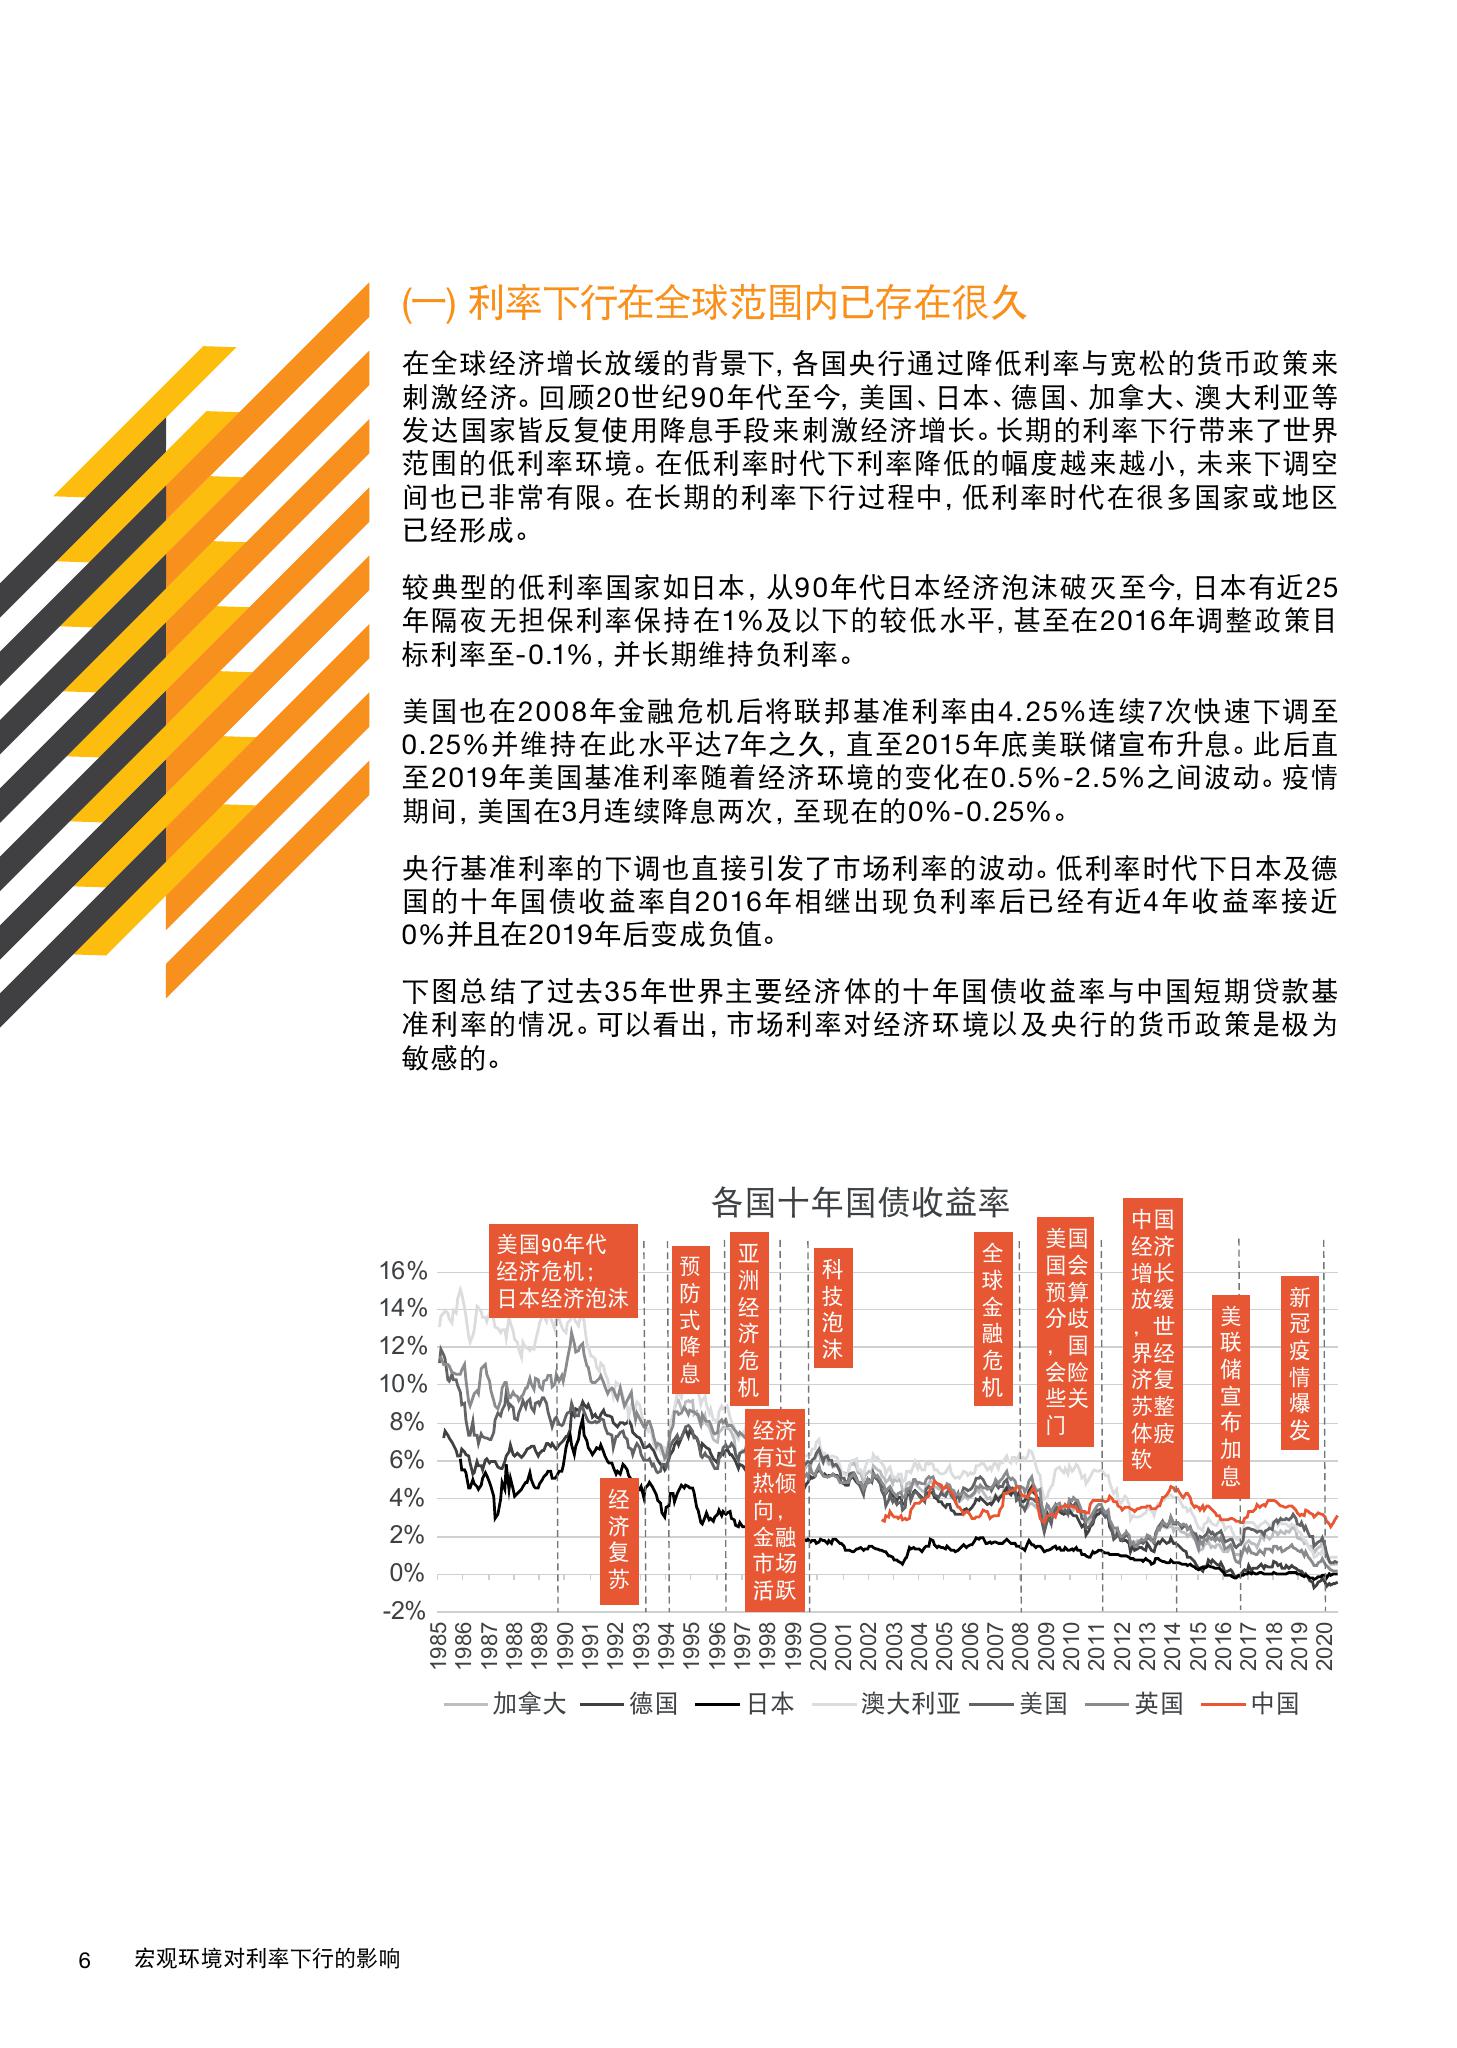 (一) 利率下行在全球范围内已存在很久
在全球经济增长放缓的背景下，各国央行通过降低利率与宽松的货币政策来
刺激经济。回顾20世纪90年代至今，美国、日本、德国、加拿大、澳大利亚等
发达国家皆反复使用降息手段来刺激经济增长。长期的利率下行带来了世界
范围的低利率环境。在低利率时代下利率降低的幅度越来越小，未来下调空
间也已非常有限。在长期的利率下行过程中，低利率时代在很多国家或地区
已经形成。
较典型的低利率国家如日本，从90年代日本经济泡沫破灭至今，日本有近25
年隔夜无担保利率保持在1%及以下的较低水平，甚至在2016年调整政策目
标利率至-0.1%，并长期维持负利率。
美国也在2008年金融危机后将联邦基准利率由4.25%连续7次快速下调至
0.25%并维持在此水平达7年之久，直至2015年底美联储宣布升息。此后直
至2019年美国基准利率随着经济环境的变化在0.5%-2.5%之间波动。疫情
期间，美国在3月连续降息两次，至现在的0%-0.25%。
央行基准利率的下调也直接引发了市场利率的波动。低利率时代下日本及德
国的十年国债收益率自2016年相继出现负利率后已经有近4年收益率接近
0%并且在2019年后变成负值。
下图总结了过去35年世界主要经济体的十年国债收益率与中国短期贷款基
准利率的情况。可以看出，市场利率对经济环境以及央行的货币政策是极为
敏感的。
各国十年国债收益率
美国90年代
经济危机；
日本经济泡沫
预防式降息
亚洲经济危机
科技泡沫
全球金融危机
美国
国会
预算
分歧
，国
会险
些关
门
中国
经济
增长
放缓
，世
界经
济复
苏整
体疲
软
美联储宣布加息
新冠疫情爆发
经济复苏
经济
有过
热倾
向，
金融
市场
活跃
16%
14%
12%
10%
8%
6%
4%
2%
0%
-2%
1985 1986 1987 1988 1989 1990 1991 1992 1993 1994 1995 1996 1997 1998 1999 2000 2001 2002 2003 2004 2005 2006 2007 2008 2009 2010 2011 2012 2013 2014 2015 2016 2017 2018 2019 2020
加拿大 德国 日本 澳大利亚 美国 英国 中国
6 宏观环境对利率下行的影响